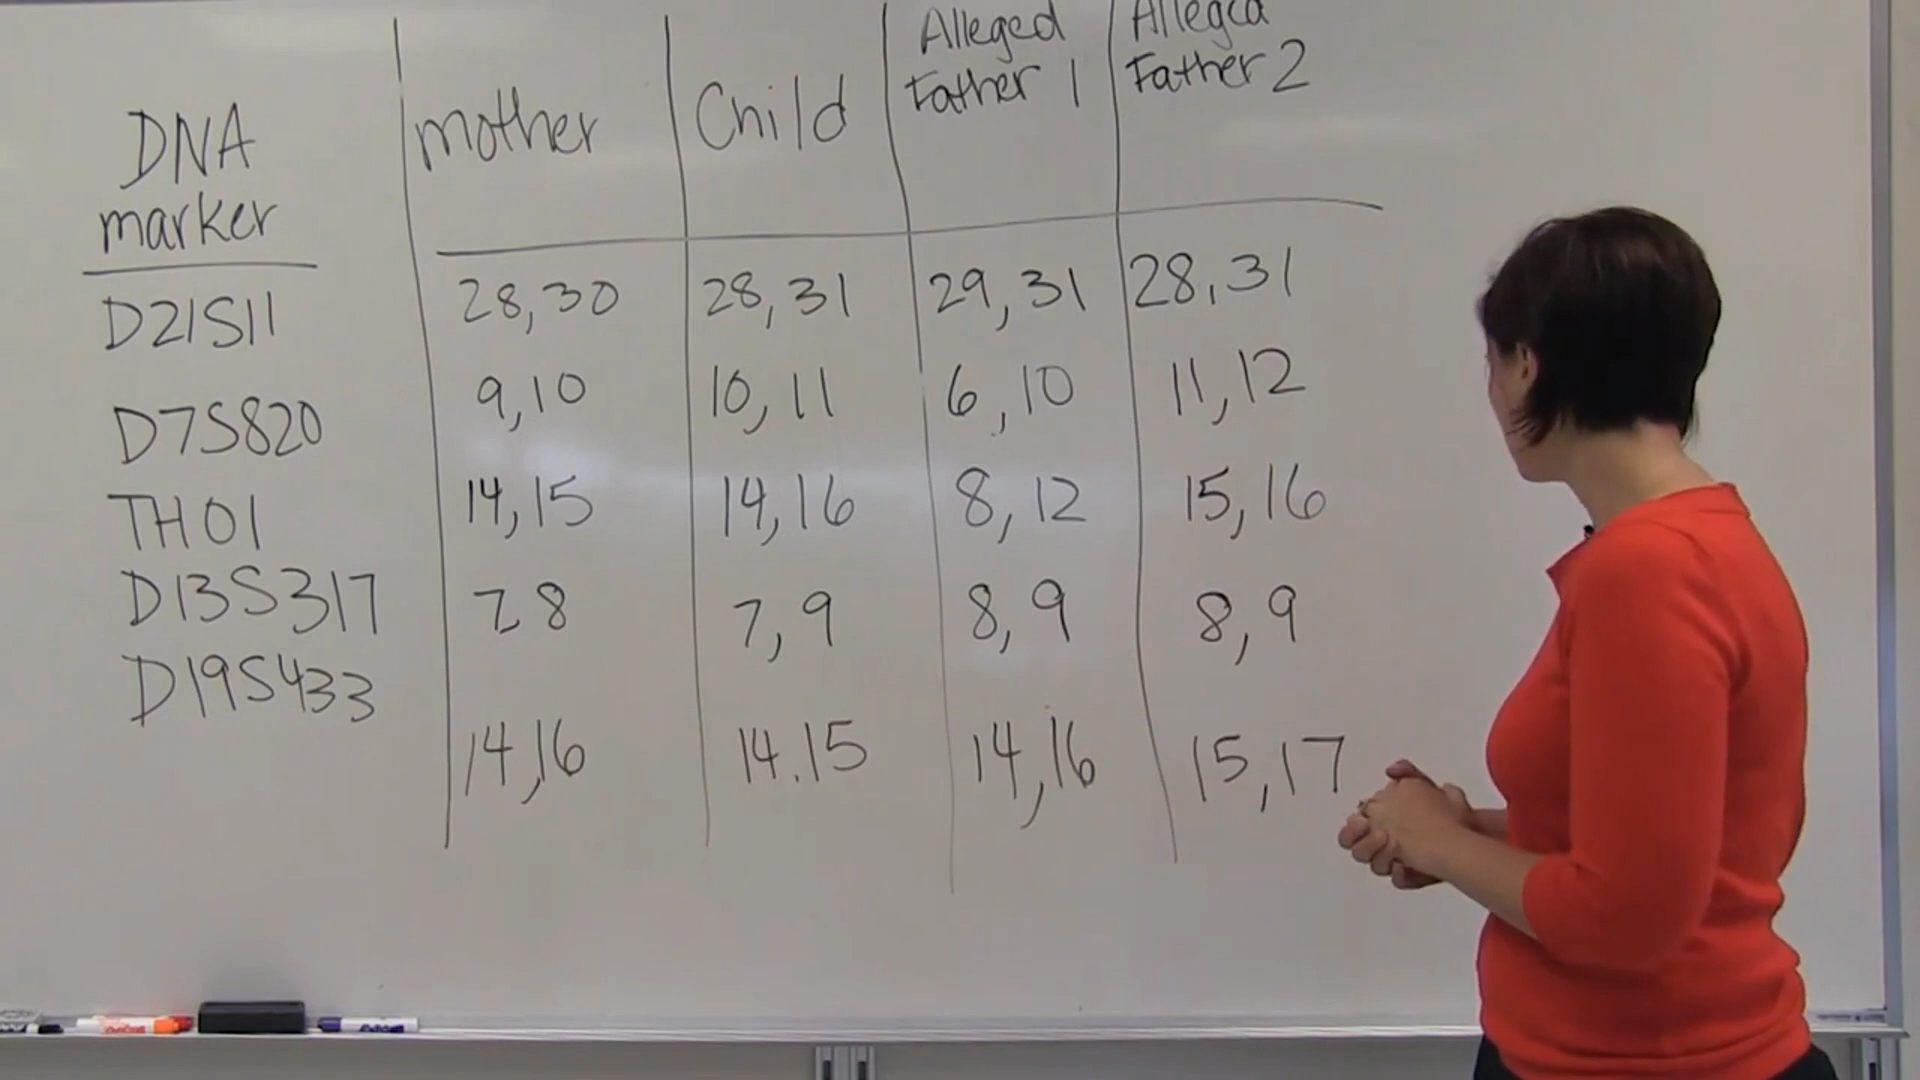 DNA
marker
mother
Child
Alleged
Father 1
Alleged
Father 2
D21S11
28,30
28,31
29,31
28,31
D7S820
9,10
10,11
6,10
11,12
TH01
14,15
14,16
8,12
15,16
D13S317
7 8
7,9
8,9
8,9
D19S433
14,16
14.15
14,16
15,17